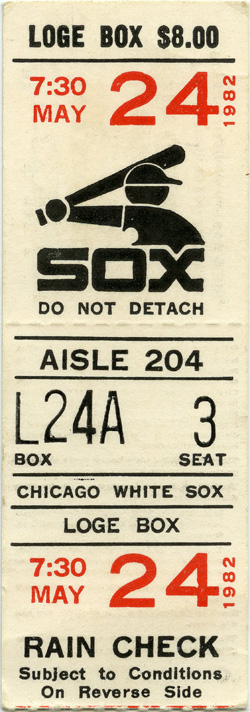 LOGE BOX $8.00
7:30 MAY 24 1982
SOX
DO NOT DETACH
AISLE 204
L24A 3
BOX SEAT
CHICAGO WHITE SOX
LOGE BOX
7:30 MAY 24 1982
RAIN CHECK
Subject to Conditions
On Reverse Side